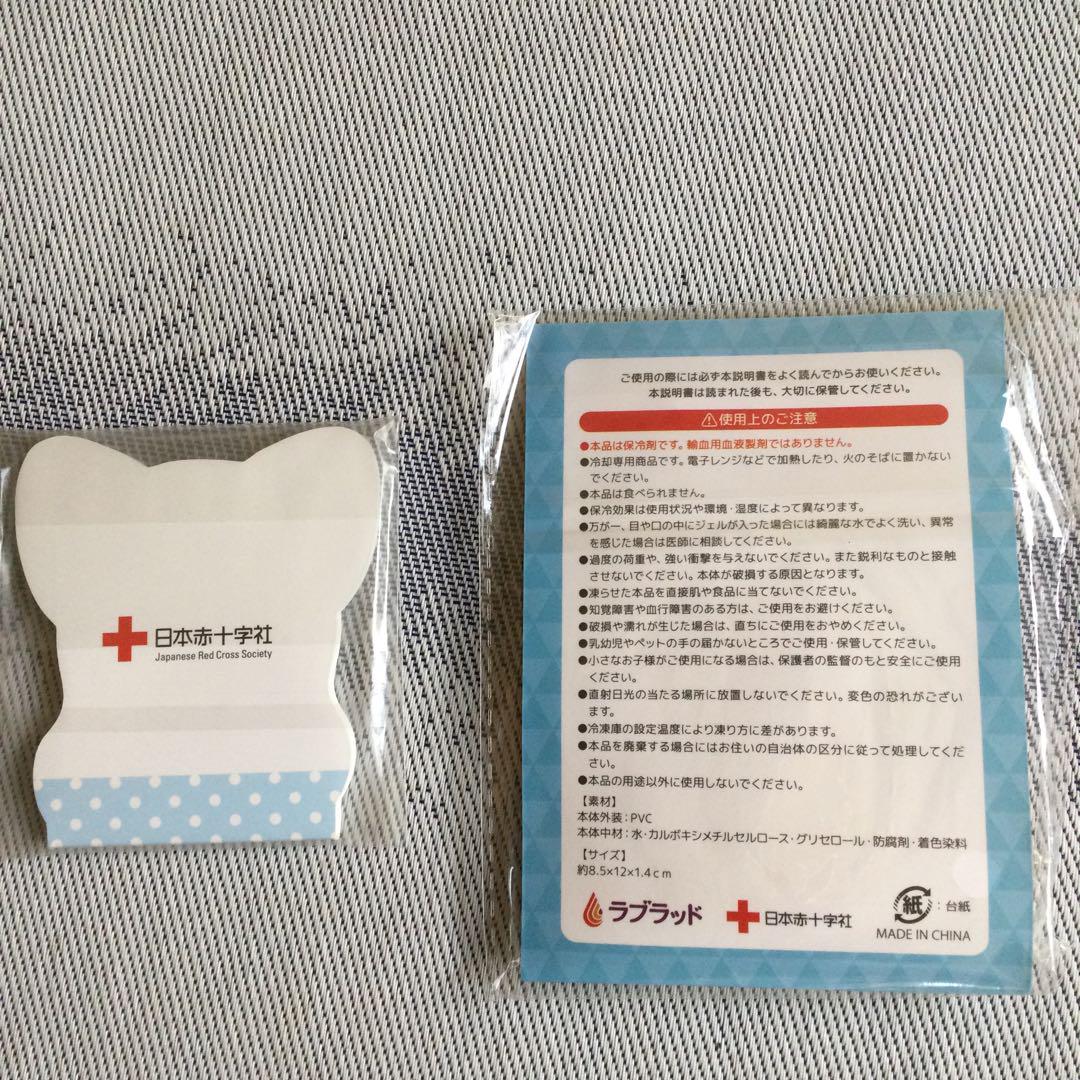 日本赤十字社
Japanese Red Cross Society
ご使用の際には必ず本説明書をよく読んでからお使いください。
本説明書は読まれた後も、大切に保管してください。
⚠使用上のご注意
●本品は保冷剤です。輸血用血液製剤ではありません。
●冷却専用商品です。電子レンジなどで加熱したり、火のそばに置かない
でください。
●本品は食べられません。
●保冷効果は使用状況や環境・温度によって異なります。
●万が一、目や口の中にジェルが入った場合には綺麗な水でよく洗い、異常
を感じた場合は医師に相談してください。
●過度の荷重や、強い衝撃を与えないでください。また鋭利なものと接触
させないでください。本体が破損する原因となります。
●凍らせた本品を直接肌や食品に当てないでください。
●知覚障害や血行障害のある方は、ご使用をお避けください。
●破損や濡れが生じた場合は、直ちにご使用をおやめください。
●乳幼児やペットの手の届かないところでご使用・保管してください。
●小さなお子様がご使用になる場合は、保護者の監督のもと安全にご使用
ください。
●直射日光の当たる場所に放置しないでください。変色の恐れがござい
ます。
●冷凍庫の設定温度により凍り方に差があります。
●本品を廃棄する場合にはお住いの自治体の区分に従って処理してくだ
さい。
●本品の用途以外に使用しないでください。
【素材】
本体外装：PVC
本体中材：水・カルボキシメチルセルロース・グリセロール・防腐剤・着色染料
【サイズ】
約8.5×12×1.4cm
ラブラッド 日本赤十字社 紙：台紙
MADE IN CHINA